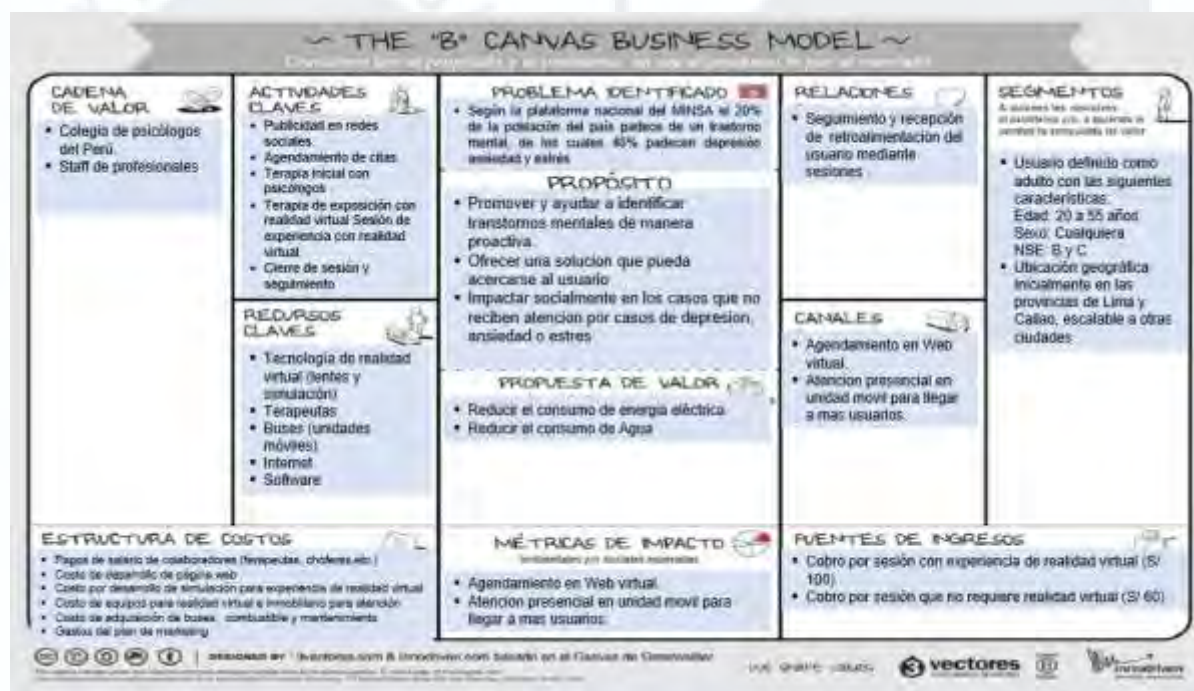 ~ THE "B" CANVAS BUSINESS MODEL ~
CADENA
DE VALOR
• Colegio de psicólogos
del Perú.
• Staff de profesionales
ACTIVIDADES
CLAVES
• Publicidad en redes
sociales
• Agendamiento de citas
• Terapia Inicial con
psicólogos
• Terapia de exposición con
realidad virtual Sesión de
experiencia con realidad
virtual
• Cierre de sesión y
seguimiento
RECURSOS
CLAVES
• Tecnología de realidad
virtual (lentes y
simulación)
• Terapeutas
• Buses (unidades
móviles)
• Internet
• Software
PROBLEMA IDENTIFICADO
• Según la plataforma nacional del MINSA el 20%
de la población del país padece de un trastorno
mental, de los cuales padecen depresión
ansiedad y estrés
PROPÓSITO
• Promover y ayudar a identificar
transtornos mentales de manera
proactiva.
• Ofrecer una solucion que pueda
acercarse al usuario
• Impactar socialmente en los casos que no
reciben atención por casos de depresion,
ansiedad o estres
PROPUESTA DE VALOR
• Reducir el consumo de energía eléctrica
• Reducir el consumo de Agua
RELACIONES
• Seguimiento y recepción
de retroalimentacion del
usuario mediante
sesiones
CANALES
• Agendamiento en Web
virtual.
• Atencion presencial en
unidad movil para llegar
a mas usuarios.
SEGMENTOS
• Usuario definido como
adulto con las siguientes
características:
Edad: 20 a 55 años
Sexo: Cualquiera
NSE: B y C
• Ubicación geográfica
Inicialmente en las
provincias de Lima y
Callao, escalable a otras
ciudades
ESTRUCTURA DE COSTOS
• Pagos de salario de colaboradores (terapeutas, choferes etc.)
• Costo de desarrollo de página web
• Costo por desarrollo de simulación para experiencia de realidad virtual
• Costo de equipos para realidad virtual e inmobiliario para atención
• Costo de adquisición de buses, combustible y mantenimiento
• Gastos del plan de marketing
MÉTRICAS DE IMPACTO
• Agendamiento en Web virtual.
• Atencion presencial en unidad movil para
llegar a mas usuarios.
FUENTES DE INGRESOS
• Cobro por sesión con experiencia de realidad virtual (S/
100)
• Cobro por sesión que no requiere realidad virtual (S/ 60)
DESIGNED BY
WE SHARE VALUES
3 vectores